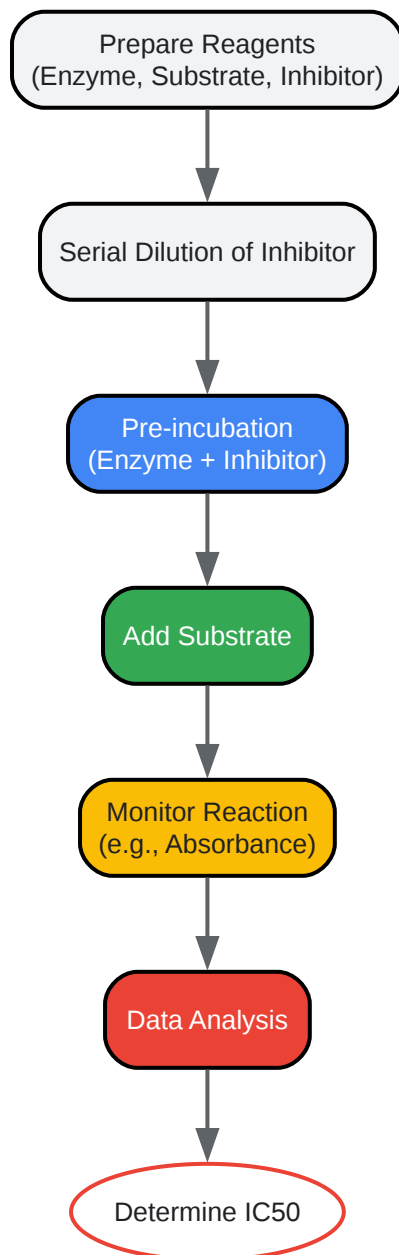 Prepare Reagents
(Enzyme, Substrate, Inhibitor)
Serial Dilution of Inhibitor
Pre-incubation
(Enzyme + Inhibitor)
Add Substrate
Monitor Reaction
(e.g., Absorbance)
Data Analysis
Determine IC50